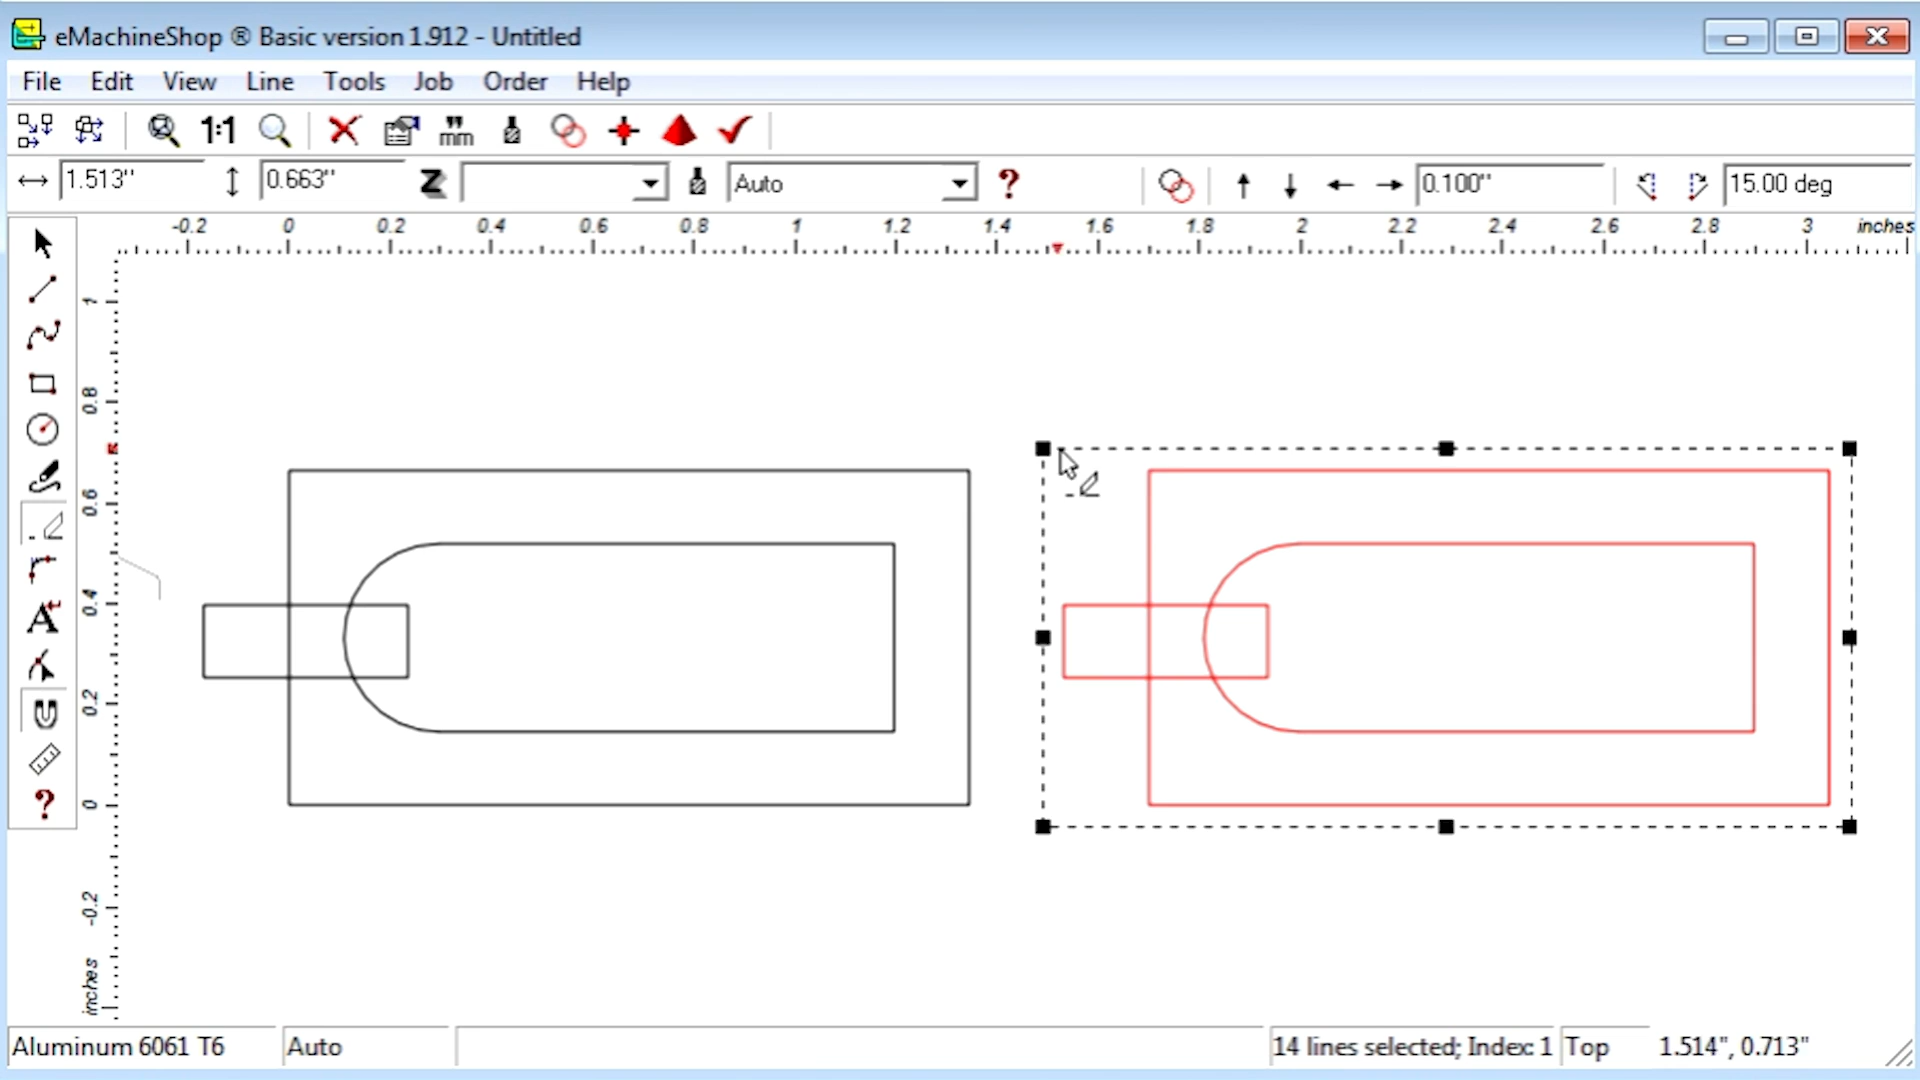 eMachineShop ® Basic version 1.912 - Untitled
File Edit View Line Tools Job Order Help
1:1 mm
1.513" 0.663" Z Auto ? 0.100" 15.00 deg
-0.2 0 0.2 0.4 0.6 0.8 1 1.2 1.4 1.6 1.8 2 2.2 2.4 2.6 2.8 3 inches
1
0.8
0.6
0.4
A
0.2
?
0
-0.2
inches
Aluminum 6061 T6 Auto 14 lines selected; Index 1 Top 1.514", 0.713"